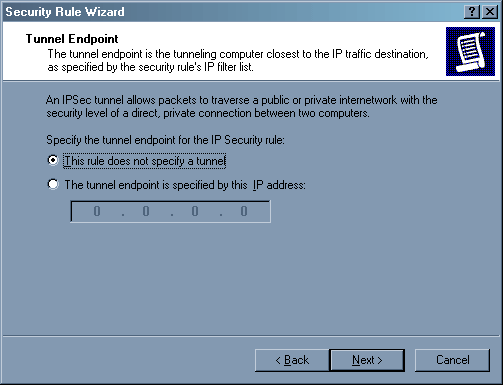 Security Rule Wizard
Tunnel Endpoint
The tunnel endpoint is the tunneling computer closest to the IP traffic destination,
as specified by the security rule's IP filter list.
An IPSec tunnel allows packets to traverse a public or private internetwork with the
security level of a direct, private connection between two computers.
Specify the tunnel endpoint for the IP Security rule:
This rule does not specify a tunnel
The tunnel endpoint is specified by this IP address:
0 . 0 . 0 . 0
< Back Next > Cancel